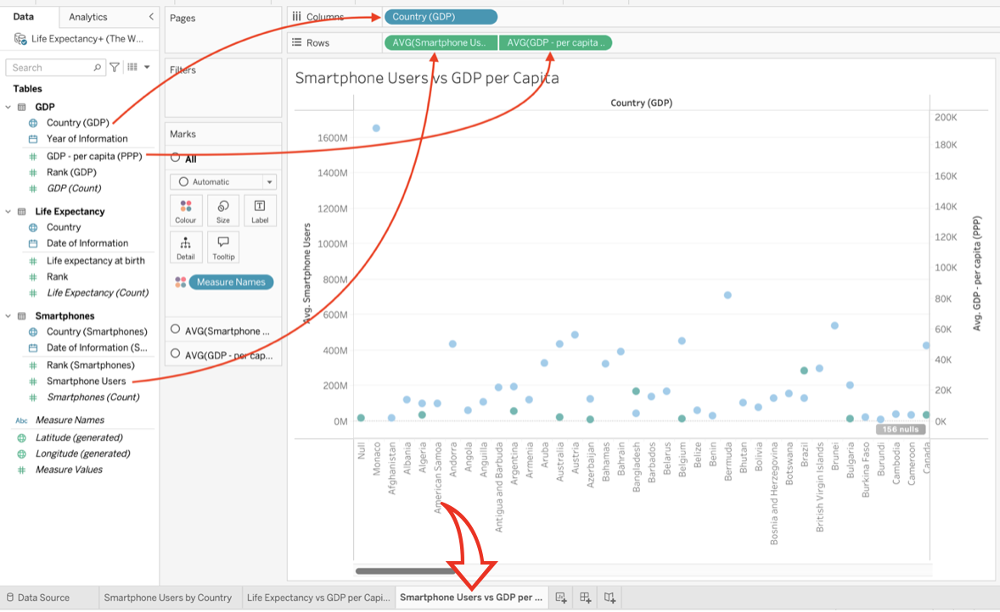 Data
Analytics
Life Expectancy+ (The W...
Search
Tables
GDP
Country (GDP)
Year of Information
GDP - per capita (PPP)
Rank (GDP)
GDP (Count)
Life Expectancy
Country
Date of Information
Life expectancy at birth
Rank
Life Expectancy (Count)
Smartphones
Country (Smartphones)
Date of Information (S...
Rank (Smartphones)
Smartphone Users
Smartphones (Count)
Abc Measure Names
Latitude (generated)
Longitude (generated)
Measure Values
Pages
Filters
Marks
All
Automatic
Colour
Size
Label
Detail
Tooltip
Measure Names
AVG(Smartphone ...
AVG(GDP - per cap...
Columns
Country (GDP)
Rows
AVG(Smartphone Us..
AVG(GDP - per capita ..
Smartphone Users vs GDP per Capita
Country (GDP)
Avg. Smartphone Users
1600M
1400M
1200M
1000M
800M
600M
400M
200M
0M
200K
180K
160K
140K
120K
100K
80K
60K
40K
20K
0K
Avg. GDP - per capita (PPP)
156 nulls
Null
Monaco
Afghanistan
Albania
Algeria
American Samoa
Andorra
Angola
Anguilla
Antigua and Barbuda
Argentina
Armenia
Aruba
Australia
Austria
Azerbaijan
Bahamas
Bahrain
Bangladesh
Barbados
Belarus
Belgium
Belize
Benin
Bermuda
Bhutan
Bolivia
Bosnia and Herzegovina
Botswana
Brazil
British Virgin Islands
Brunei
Bulgaria
Burkina Faso
Burundi
Cambodia
Cameroon
Canada
Data Source
Smartphone Users by Country
Life Expectancy vs GDP per Capi...
Smartphone Users vs GDP per ...